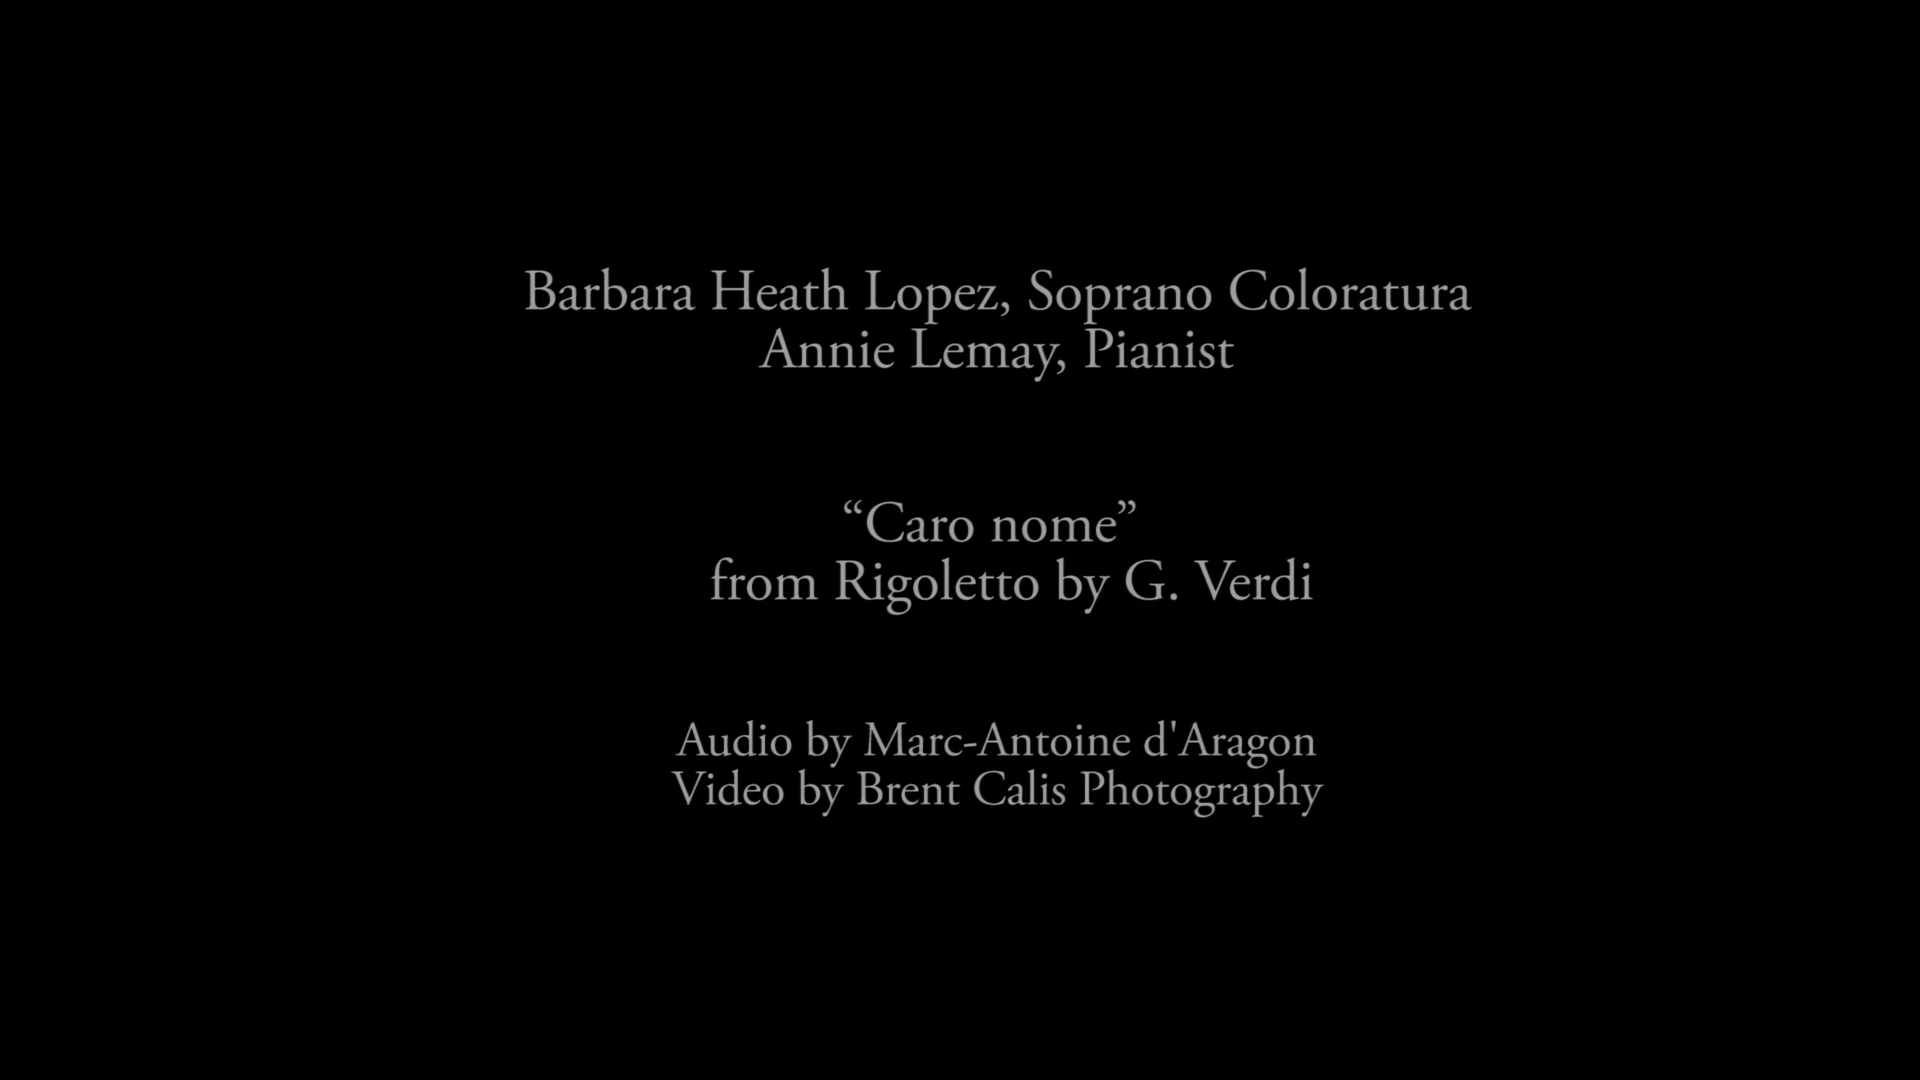 Barbara Heath Lopez, Soprano Coloratura
Annie Lemay, Pianist
“Caro nome”
from Rigoletto by G. Verdi
Audio by Marc-Antoine d'Aragon
Video by Brent Calis Photography